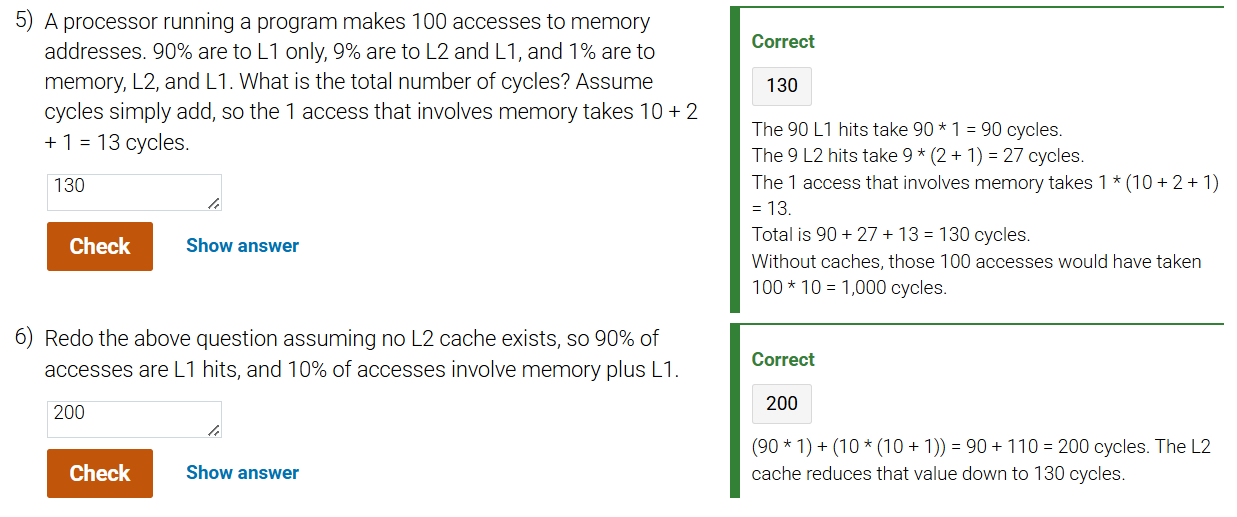 5) A processor running a program makes 100 accesses to memory
addresses. 90% are to L1 only, 9% are to L2 and L1, and 1% are to
memory, L2, and L1. What is the total number of cycles? Assume
cycles simply add, so the 1 access that involves memory takes 10 + 2
+ 1 = 13 cycles.
130
Check Show answer
Correct
130
The 90 L1 hits take 90 * 1 = 90 cycles.
The 9 L2 hits take 9 * (2 + 1) = 27 cycles.
The 1 access that involves memory takes 1 * (10 + 2 + 1)
= 13.
Total is 90 + 27 + 13 = 130 cycles.
Without caches, those 100 accesses would have taken
100 * 10 = 1,000 cycles.
6) Redo the above question assuming no L2 cache exists, so 90% of
accesses are L1 hits, and 10% of accesses involve memory plus L1.
200
Check Show answer
Correct
200
(90 * 1) + (10 * (10 + 1)) = 90 + 110 = 200 cycles. The L2
cache reduces that value down to 130 cycles.